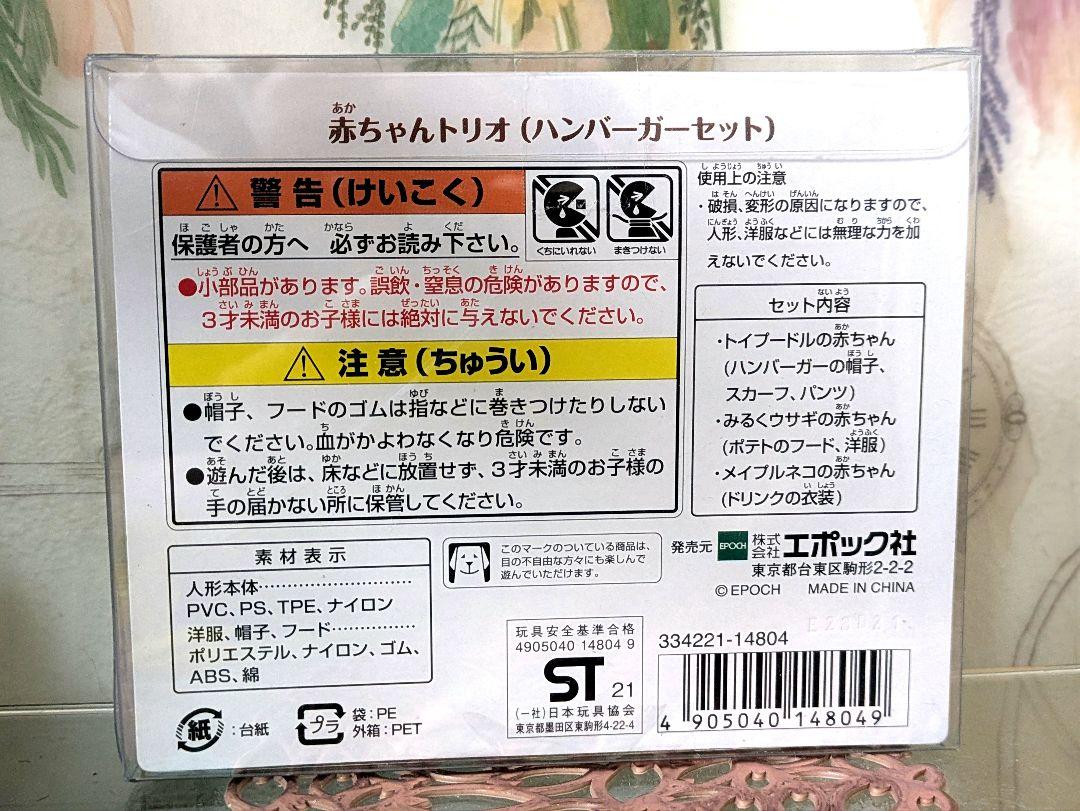 赤ちゃんトリオ(ハンバーガーセット)
警告(けいこく)
くちにいれない
まきつけない
保護者の方へ 必ずお読み下さい。
●小部品があります。誤飲・窒息の危険がありますので、
3才未満のお子様には絶対に与えないでください。
注意(ちゅうい)
●帽子、フードのゴムは指などに巻きつけたりしない
でください。血がかよわなくなり危険です。
●遊んだ後は、床などに放置せず、3才未満のお子様の
手の届かない所に保管してください。
使用上の注意
・破損、変形の原因になりますので、
人形、洋服などには無理な力を加
えないでください。
セット内容
・トイプードルの赤ちゃん
(ハンバーガーの帽子、
スカーフ、パンツ)
・みるくウサギの赤ちゃん
(ポテトのフード、洋服)
・メイプルネコの赤ちゃん
(ドリンクの衣装)
素材表示
人形本体
PVC、PS、TPE、ナイロン
洋服、帽子、フード
ポリエステル、ナイロン、ゴム、
ABS、綿
このマークのついている商品は、
目の不自由な方々にも楽しんで
遊んでいただけます。
発売元 EPOCH 株式会社 エポック社
東京都台東区駒形2-2-2
©EPOCH MADE IN CHINA
玩具安全基準合格
4905040 14804 9
ST 21
(一社)日本玩具協会
東京都墨田区東駒形4-22-4
334221-14804
4 905040 148049
紙:台紙
プラ
袋:PE
外箱:PET